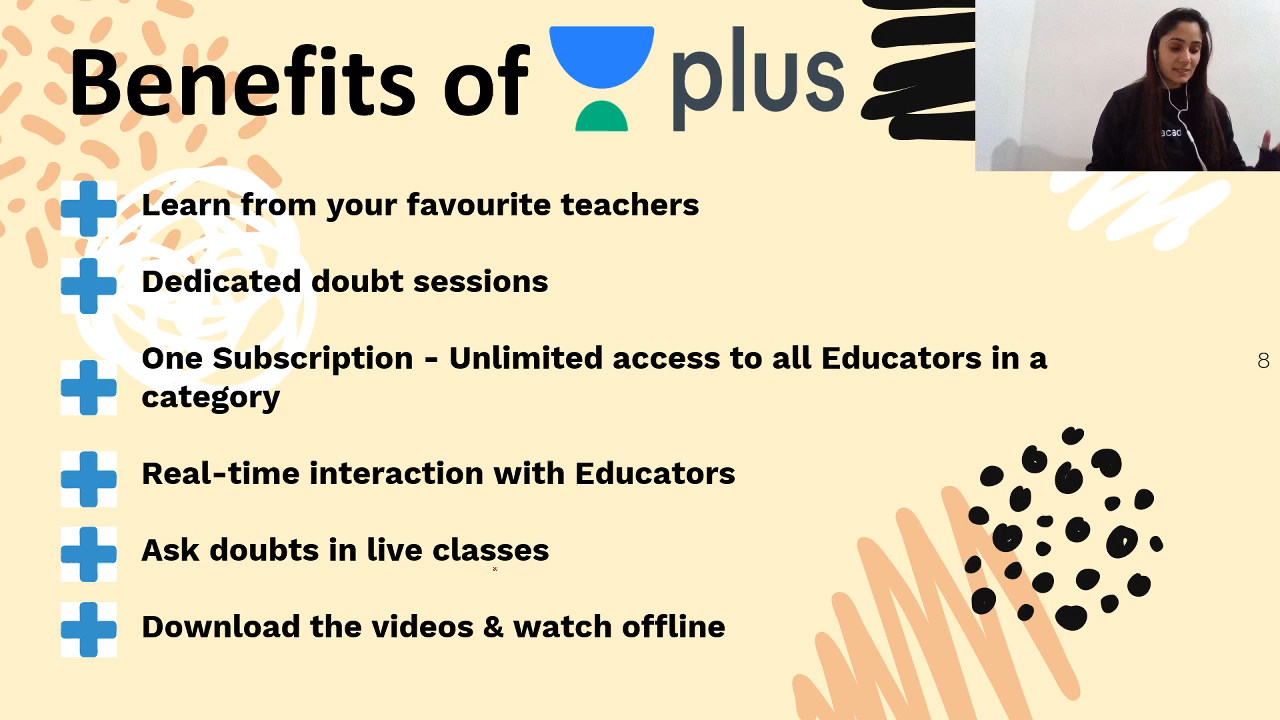 Benefits of plus
Learn from your favourite teachers
Dedicated doubt sessions
One Subscription - Unlimited access to all Educators in a
category
8
Real-time interaction with Educators
Ask doubts in live classes
Download the videos & watch offline
acad